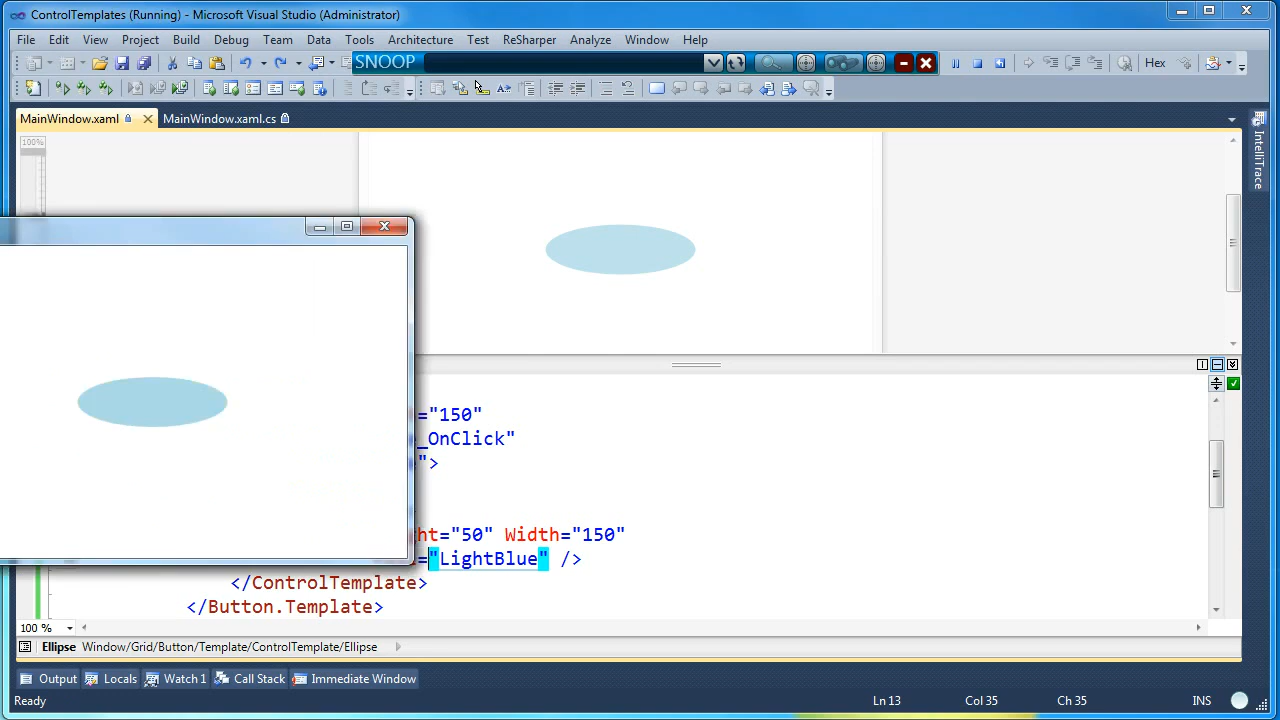 ControlTemplates (Running) - Microsoft Visual Studio (Administrator)
File Edit View Project Build Debug Team Data Tools Architecture Test ReSharper Analyze Window Help
SNOOP
Hex
MainWindow.xaml MainWindow.xaml.cs
100%
IntelliTrace
="150"
_OnClick"
">
ht="50" Width="150"
="LightBlue" />
</ControlTemplate>
</Button.Template>
100 %
Ellipse Window/Grid/Button/Template/ControlTemplate/Ellipse
Output Locals Watch 1 Call Stack Immediate Window
Ready Ln 13 Col 35 Ch 35 INS